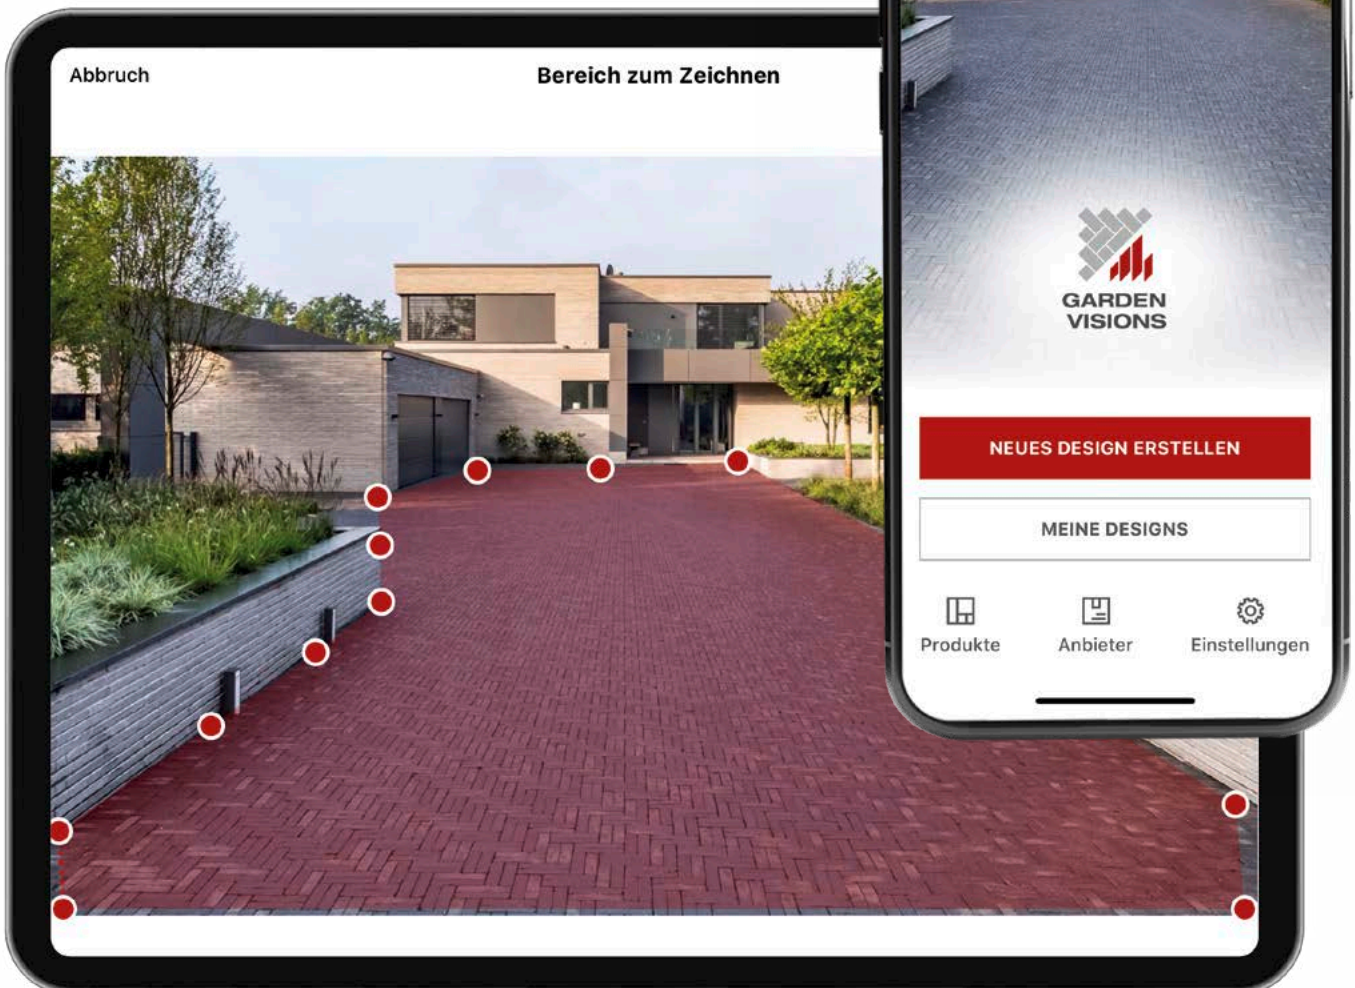 Abbruch
Bereich zum Zeichnen
GARDEN
VISIONS
NEUES DESIGN ERSTELLEN
MEINE DESIGNS
Produkte
Anbieter
Einstellungen